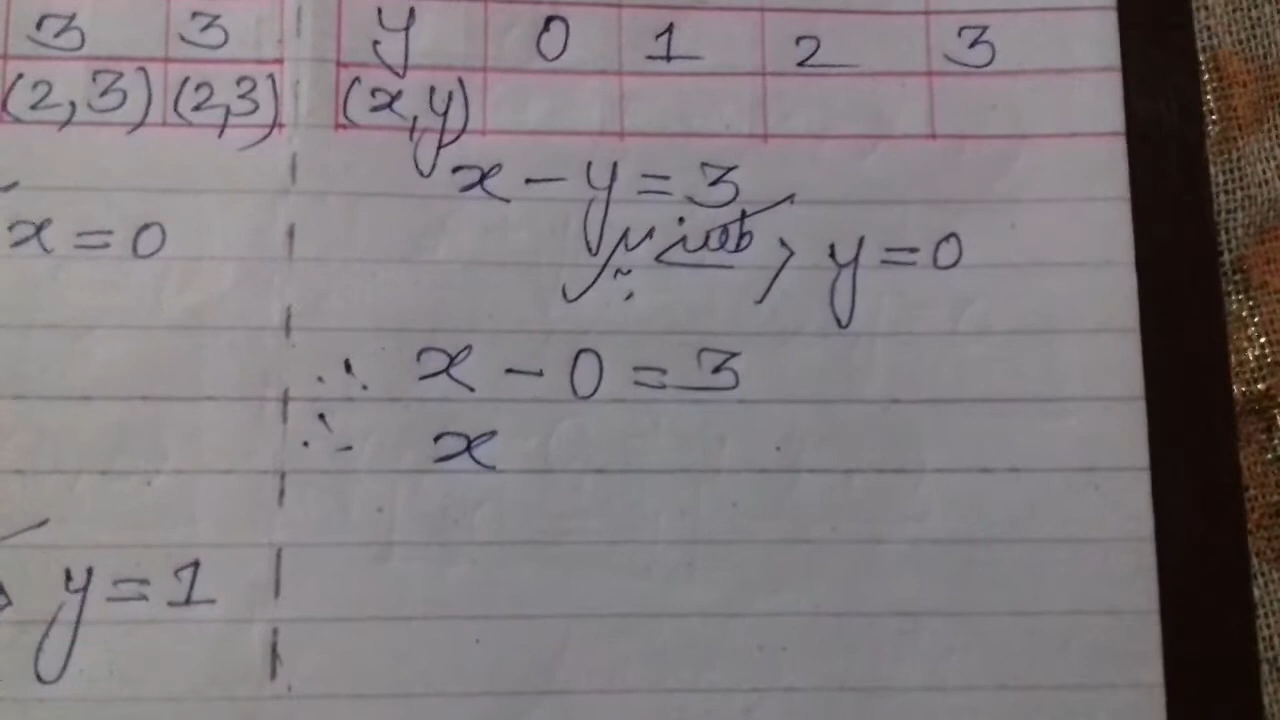 3 3
(2,3) (2,3)
x = 0
y = 1
y 0 1 2 3
(x,y)
x - y = 3
y = 0
∴ x - 0 = 3
∴ x